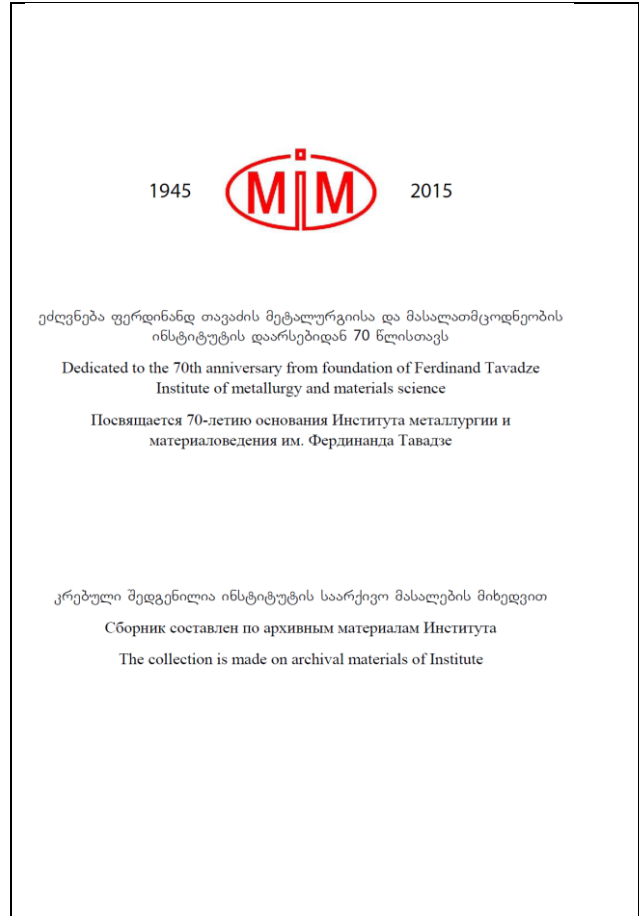 1945 MiM 2015
ეძღვნება ფერდინანდ თავაძის მეტალურგიისა და მასალათმცოდნეობის
ინსტიტუტის დაარსებიდან 70 წლისთავს
Dedicated to the 70th anniversary from foundation of Ferdinand Tavadze
Institute of metallurgy and materials science
Посвящается 70-летию основания Института металлургии и
материаловедения им. Фердинанда Тавадзе
კრებული შედგენილია ინსტიტუტის საარქივო მასალების მიხედვით
Сборник составлен по архивным материалам Института
The collection is made on archival materials of Institute